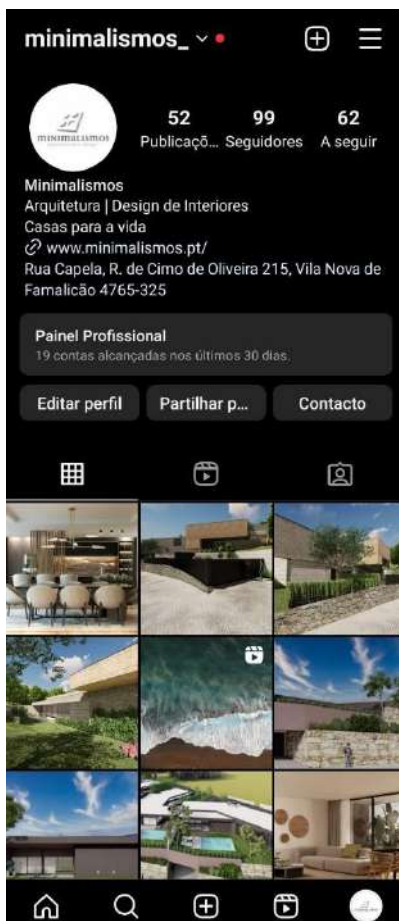 minimalismos_
52 99 62
Publicaçõ... Seguidores A seguir
MINIMALISMOS
Minimalismos
Arquitetura | Design de Interiores
Casas para a vida
www.minimalismos.pt/
Rua Capela, R. de Cimo de Oliveira 215, Vila Nova de
Famalicão 4765-325
Painel Profissional
19 contas alcançadas nos últimos 30 dias.
Editar perfil Partilhar p... Contacto